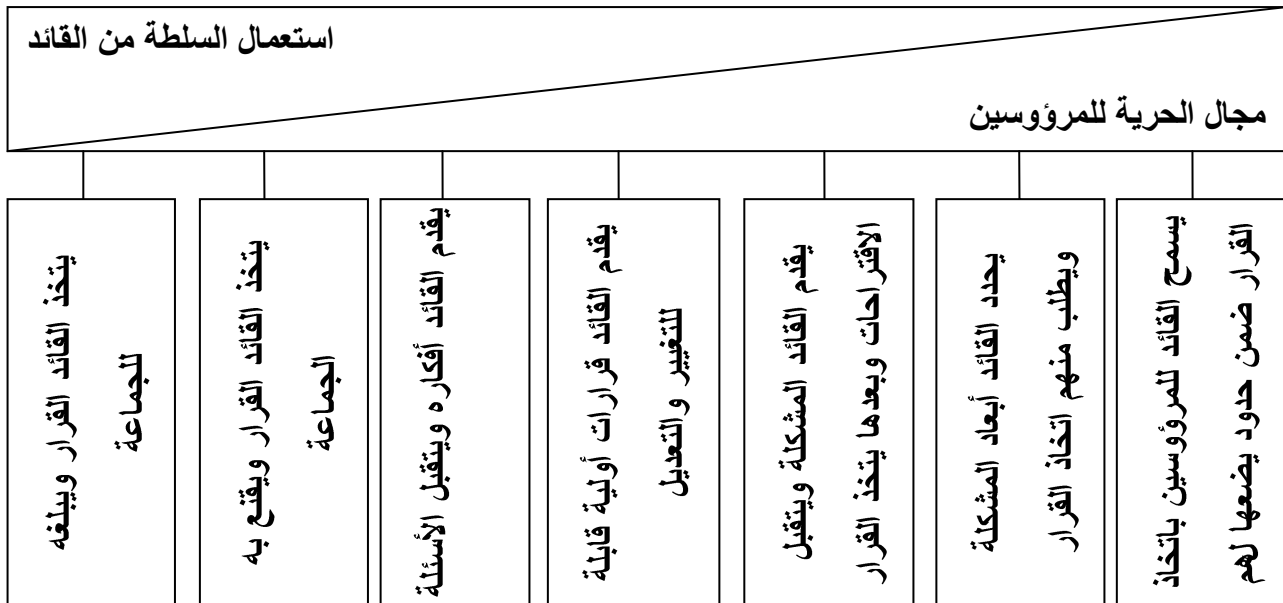 استعمال السلطة من القائد
مجال الحرية للمرؤوسين
يتخذ القائد القرار ويبلغه
للجماعة
يتخذ القائد القرار ويقنع به
الجماعة
يقدم القائد أفكاره ويتقبل الأسئلة
يقدم القائد قرارات أولية قابلة
للتغيير والتعديل
يقدم القائد المشكلة ويتقبل
الاقتراحات وبعدها يتخذ القرار
يحدد القائد أبعاد المشكلة
ويطلب منهم اتخاذ القرار
يسمح القائد للمرؤوسين باتخاذ
القرار ضمن حدود يضعها لهم